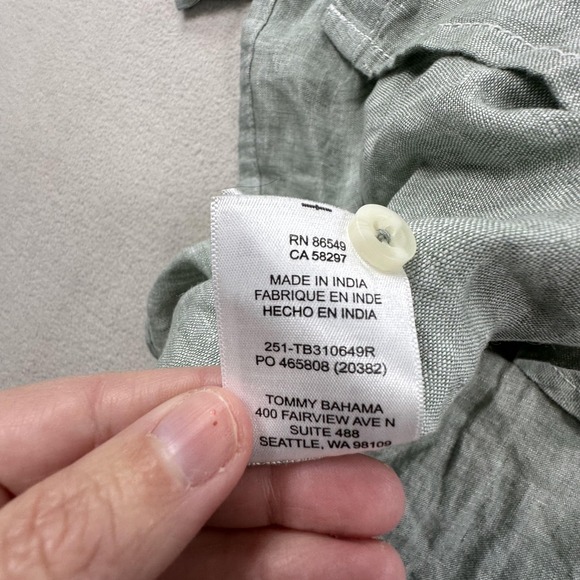 RN 86549
CA 58297
MADE IN INDIA
FABRIQUE EN INDE
HECHO EN INDIA
251-TB310649R
PO 465808 (20382)
TOMMY BAHAMA
400 FAIRVIEW AVE N
SUITE 488
SEATTLE, WA 98109